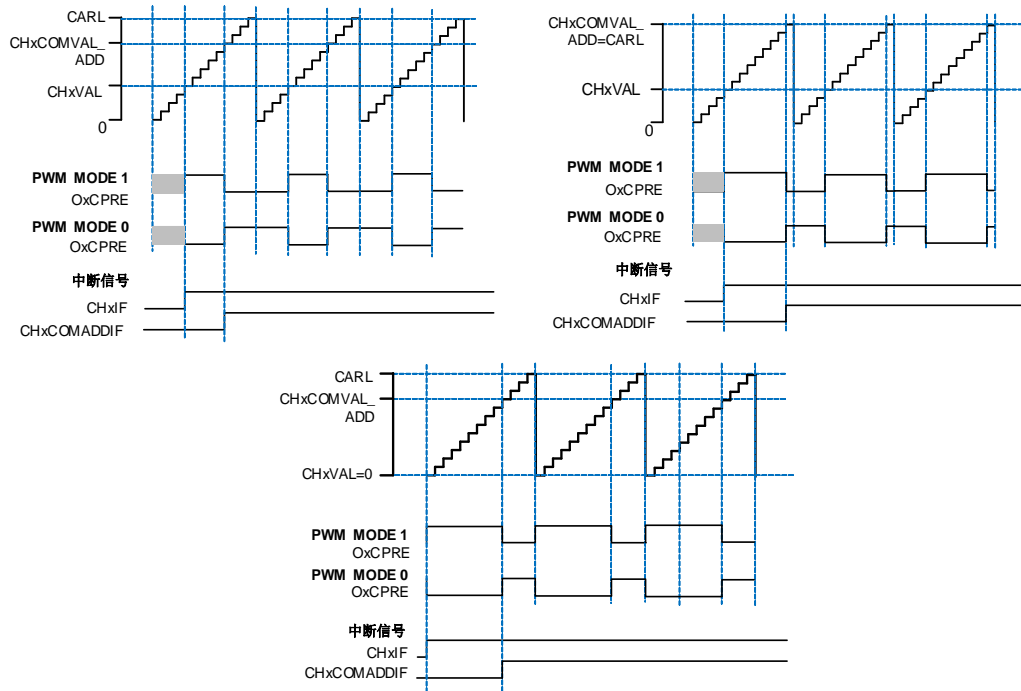 CARL
CHxCOMVAL_
ADD
CHxVAL
0
PWM MODE 1
OxCPRE
PWM MODE 0
OxCPRE
中断信号
CHxIF
CHxCOMADDIF
CHxCOMVAL_
ADD=CARL
CHxVAL
0
PWM MODE 1
OxCPRE
PWM MODE 0
OxCPRE
中断信号
CHxIF
CHxCOMADDIF
CARL
CHxCOMVAL_
ADD
CHxVAL=0
PWM MODE 1
OxCPRE
PWM MODE 0
OxCPRE
中断信号
CHxIF
CHxCOMADDIF